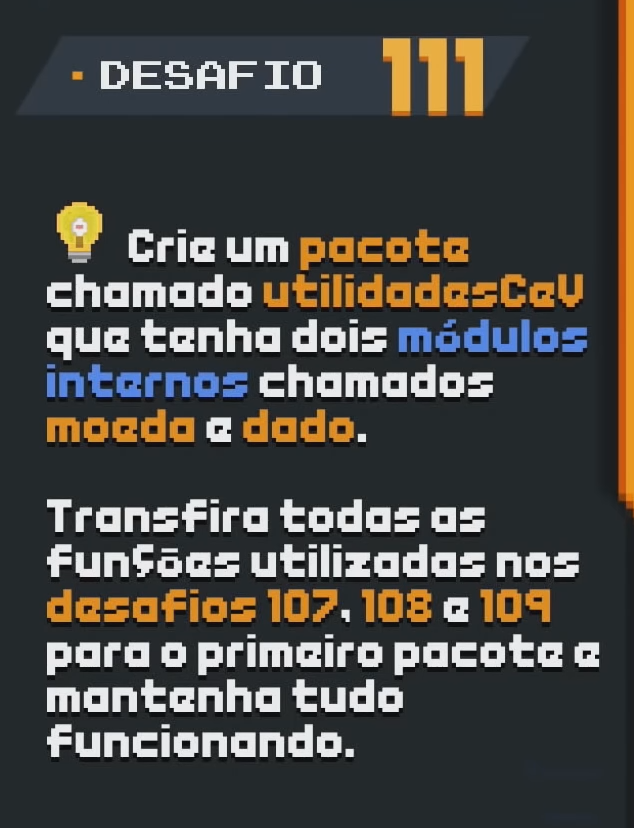 DESAFIO 111
Crie um pacote
chamado utilidadesCeV
que tenha dois módulos
internos chamados
moeda e dado.
Transfira todas as
funções utilizadas nos
desafios 107, 108 e 109
para o primeiro pacote e
mantenha tudo
funcionando.